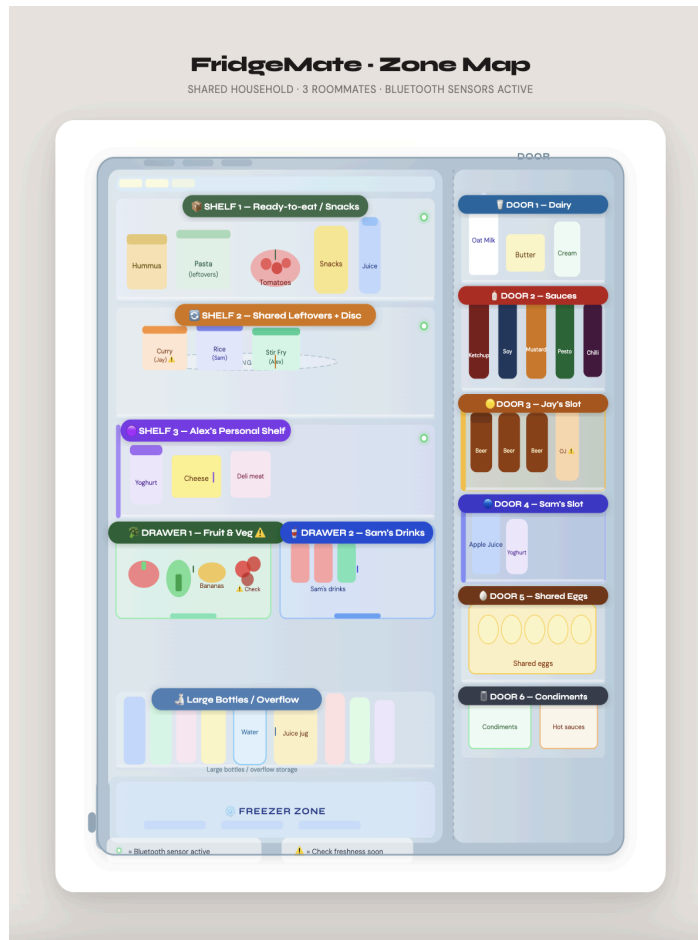 FridgeMate · Zone Map
SHARED HOUSEHOLD · 3 ROOMMATES · BLUETOOTH SENSORS ACTIVE
DOOR
SHELF 1 — Ready-to-eat / Snacks
Hummus
Pasta
(leftovers)
Tomatoes
Snacks
Juice
SHELF 2 — Shared Leftovers + Disc
Curry
(Jay) ⚠️
Rice
(Sam)
Stir Fry
(Alex)
SHELF 3 — Alex's Personal Shelf
Yoghurt
Cheese
Deli meat
DRAWER 1 — Fruit & Veg ⚠️
Bananas
⚠️ Check
DRAWER 2 — Sam's Drinks
Sam's drinks
Large Bottles / Overflow
Water
Juice jug
Large bottles / overflow storage
FREEZER ZONE
= Bluetooth sensor active
⚠️ = Check freshness soon
DOOR 1 — Dairy
Oat Milk
Butter
Cream
DOOR 2 — Sauces
Ketchup
Soy
Mustard
Pesto
Chilli
DOOR 3 — Jay's Slot
Beer
Beer
Beer
OJ ⚠️
DOOR 4 — Sam's Slot
Apple Juice
Yoghurt
DOOR 5 — Shared Eggs
Shared eggs
DOOR 6 — Condiments
Condiments
Hot sauces